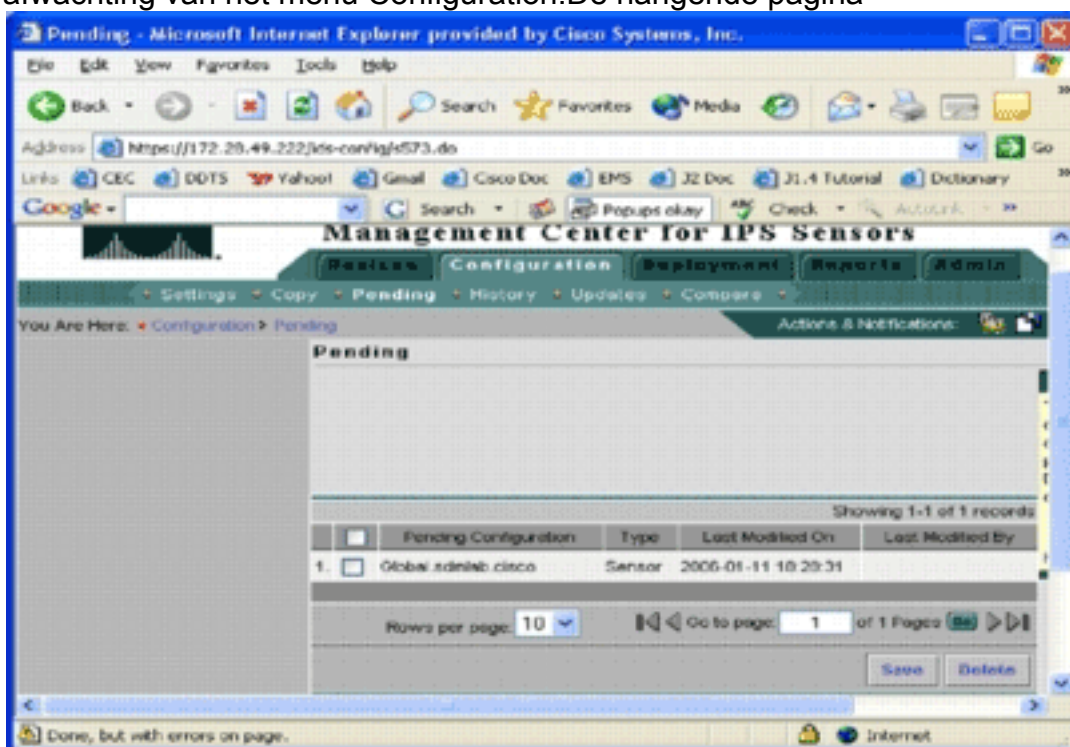 afwachting van het menu Configuration.De hangende pagina
Pending - Microsoft Internet Explorer provided by Cisco Systems, Inc.
File Edit View Favorites Tools Help
Back Search Favorites Media
Address https://172.28.49.222/ids-config/s573.do Go
Links CEC DDTS Yahoo! Gmail Cisco Doc EMS J2 Doc J1.4 Tutorial Dictionary
Google Search Popups okay Check AutoLink
Management Center for IPS Sensors
Devices Configuration Deployment Reports Admin
Settings Copy Pending History Updates Compare
You Are Here: Configuration > Pending Actions & Notifications:
Pending
Showing 1-1 of 1 records
Pending Configuration Type Last Modified On Last Modified By
1. Global.sdmlab.cisco Sensor 2006-01-11 10:20:31
Rows per page: 10 Go to page: 1 of 1 Pages Go
Save Delete
Done, but with errors on page. Internet